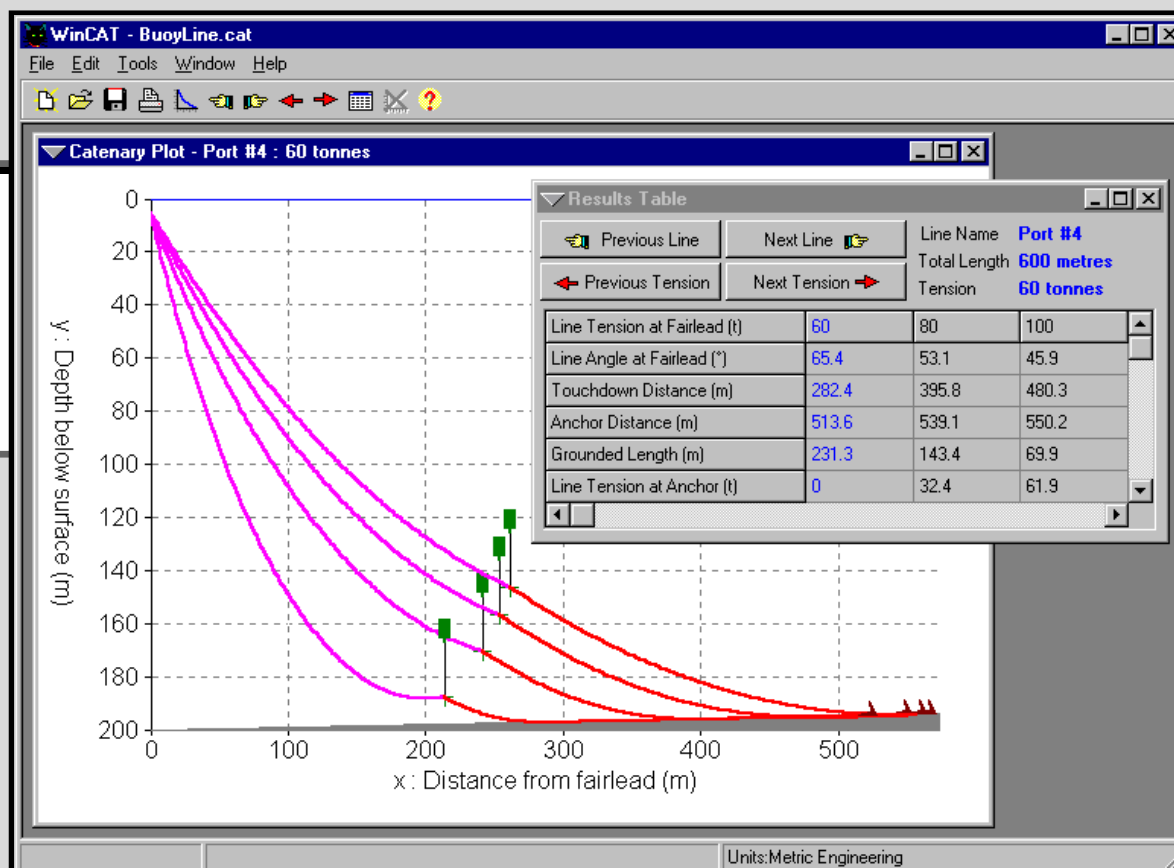 WinCAT - BuoyLine.cat
File Edit Tools Window Help
Catenary Plot - Port #4 : 60 tonnes
0
20
40
60
80
100
120
140
160
180
200
y : Depth below surface (m)
0 100 200 300 400 500
x : Distance from fairlead (m)
Results Table
Previous Line Next Line
Previous Tension Next Tension
Line Name Port #4
Total Length 600 metres
Tension 60 tonnes
Line Tension at Fairlead (t) 60 80 100
Line Angle at Fairlead (°) 65.4 53.1 45.9
Touchdown Distance (m) 282.4 395.8 480.3
Anchor Distance (m) 513.6 539.1 550.2
Grounded Length (m) 231.3 143.4 69.9
Line Tension at Anchor (t) 0 32.4 61.9
Units:Metric Engineering